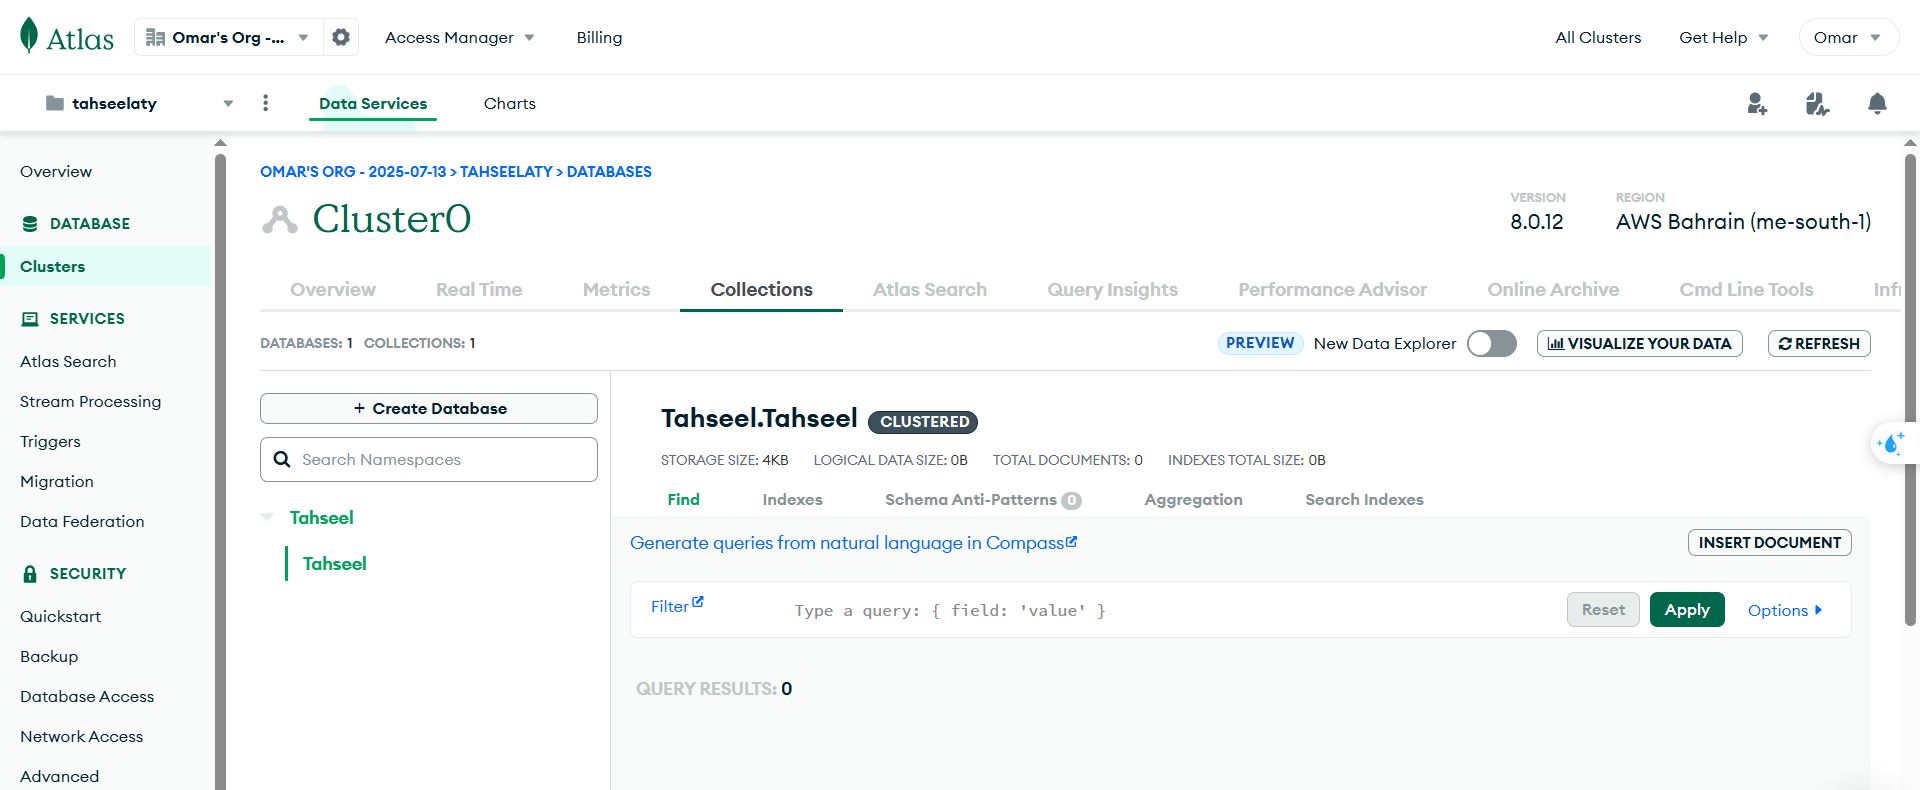 Atlas
Omar's Org -...
Access Manager
Billing
All Clusters
Get Help
Omar
tahseelaty
Data Services
Charts
Overview
DATABASE
Clusters
SERVICES
Atlas Search
Stream Processing
Triggers
Migration
Data Federation
SECURITY
Quickstart
Backup
Database Access
Network Access
Advanced
OMAR'S ORG - 2025-07-13 > TAHSEELATY > DATABASES
Cluster0
VERSION
8.0.12
REGION
AWS Bahrain (me-south-1)
Overview
Real Time
Metrics
Collections
Atlas Search
Query Insights
Performance Advisor
Online Archive
Cmd Line Tools
Inf
DATABASES: 1 COLLECTIONS: 1
PREVIEW New Data Explorer
VISUALIZE YOUR DATA
REFRESH
+ Create Database
Search Namespaces
Tahseel
Tahseel
Tahseel.Tahseel CLUSTERED
STORAGE SIZE: 4KB LOGICAL DATA SIZE: 0B TOTAL DOCUMENTS: 0 INDEXES TOTAL SIZE: 0B
Find
Indexes
Schema Anti-Patterns 0
Aggregation
Search Indexes
Generate queries from natural language in Compass
INSERT DOCUMENT
Filter
Type a query: { field: 'value' }
Reset
Apply
Options
QUERY RESULTS: 0